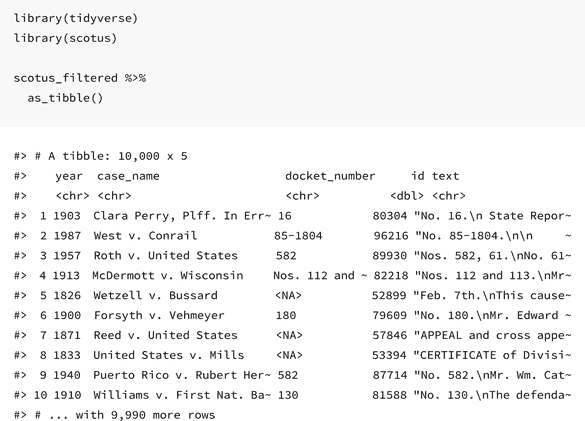 library(tidyverse)
library(scotus)
scotus_filtered %>%
  as_tibble()
#> # A tibble: 10,000 x 5
#>    year  case_name                     docket_number     id text
#>    <chr> <chr>                         <chr>          <dbl> <chr>
#>  1 1903  Clara Perry, Plff. In Err~ 16            80304 "No. 16.\n State Repor~
#>  2 1987  West v. Conrail            85-1804       96216 "No. 85-1804.\n\n     ~
#>  3 1957  Roth v. United States      582           89930 "Nos. 582, 61.\nNo. 61~
#>  4 1913  McDermott v. Wisconsin     Nos. 112 and ~ 82218 "Nos. 112 and 113.\nMr~
#>  5 1826  Wetzell v. Bussard         <NA>          52899 "Feb. 7th.\nThis cause~
#>  6 1900  Forsyth v. Vehmeyer        180           79609 "No. 180.\nMr. Edward ~
#>  7 1871  Reed v. United States      <NA>          57846 "APPEAL and cross appe~
#>  8 1833  United States v. Mills     <NA>          53394 "CERTIFICATE of Divisi~
#>  9 1940  Puerto Rico v. Rubert Her~ 582           87714 "No. 582.\nMr. Wm. Cat~
#> 10 1910  Williams v. First Nat. Ba~ 130           81588 "No. 130.\nThe defenda~
#> # ... with 9,990 more rows